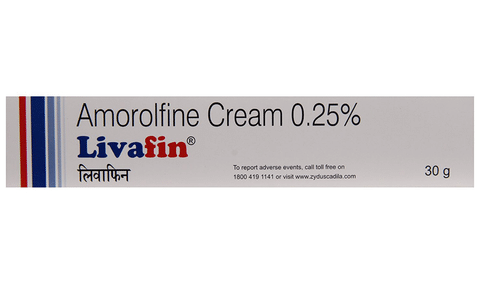 Amorolfine Cream 0.25%
Livafin®
लिवाफिन
To report adverse events, call toll free on
1800 419 1141 or visit www.zyduscadila.com
30 g